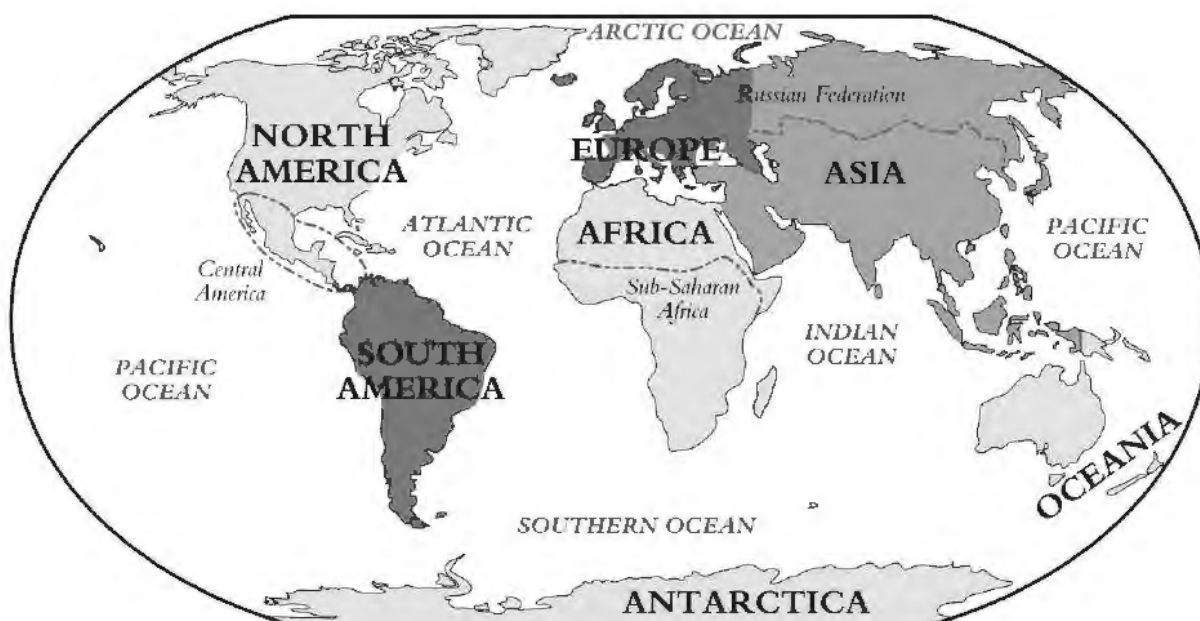 ARCTIC OCEAN
Russian Federation
NORTH
AMERICA
EUROPE
ASIA
ATLANTIC
OCEAN
AFRICA
PACIFIC
OCEAN
Central
America
Sub-Saharan
Africa
INDIAN
OCEAN
SOUTH
AMERICA
PACIFIC
OCEAN
OCEANIA
SOUTHERN OCEAN
ANTARCTICA